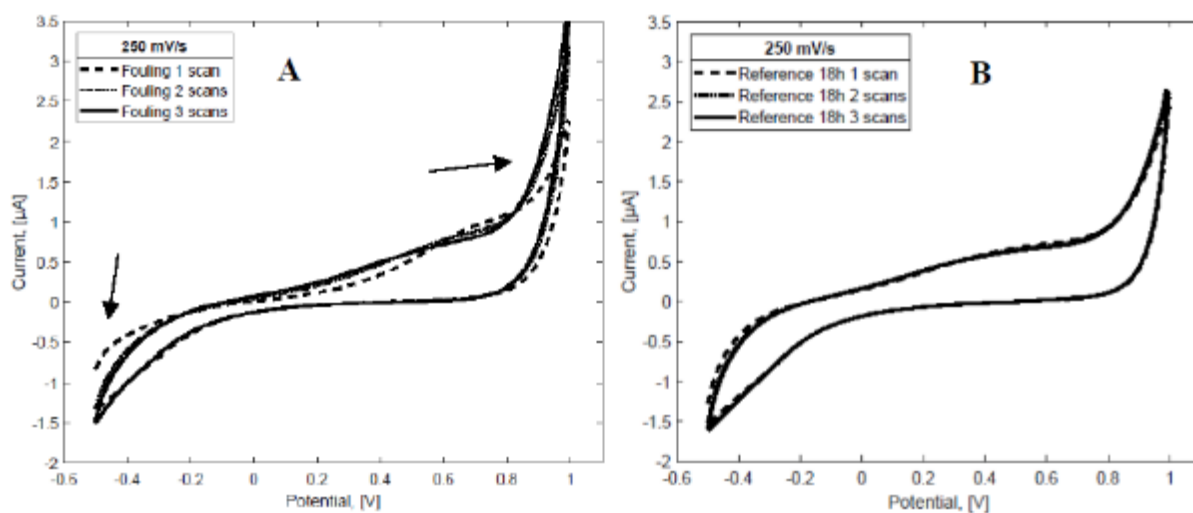 3.5
3
2.5
2
1.5
1
0.5
0
-0.5
-1
-1.5
-2
Current, [µA]
250 mV/s
Fouling 1 scan
Fouling 2 scans
Fouling 3 scans
A
-0.6 -0.4 -0.2 0 0.2 0.4 0.6 0.8 1
Potential, [V]
3.5
3
2.5
2
1.5
1
0.5
0
-0.5
-1
-1.5
-2
Current, [µA]
250 mV/s
Reference 18h 1 scan
Reference 18h 2 scans
Reference 18h 3 scans
B
-0.6 -0.4 -0.2 0 0.2 0.4 0.6 0.8 1
Potential, [V]